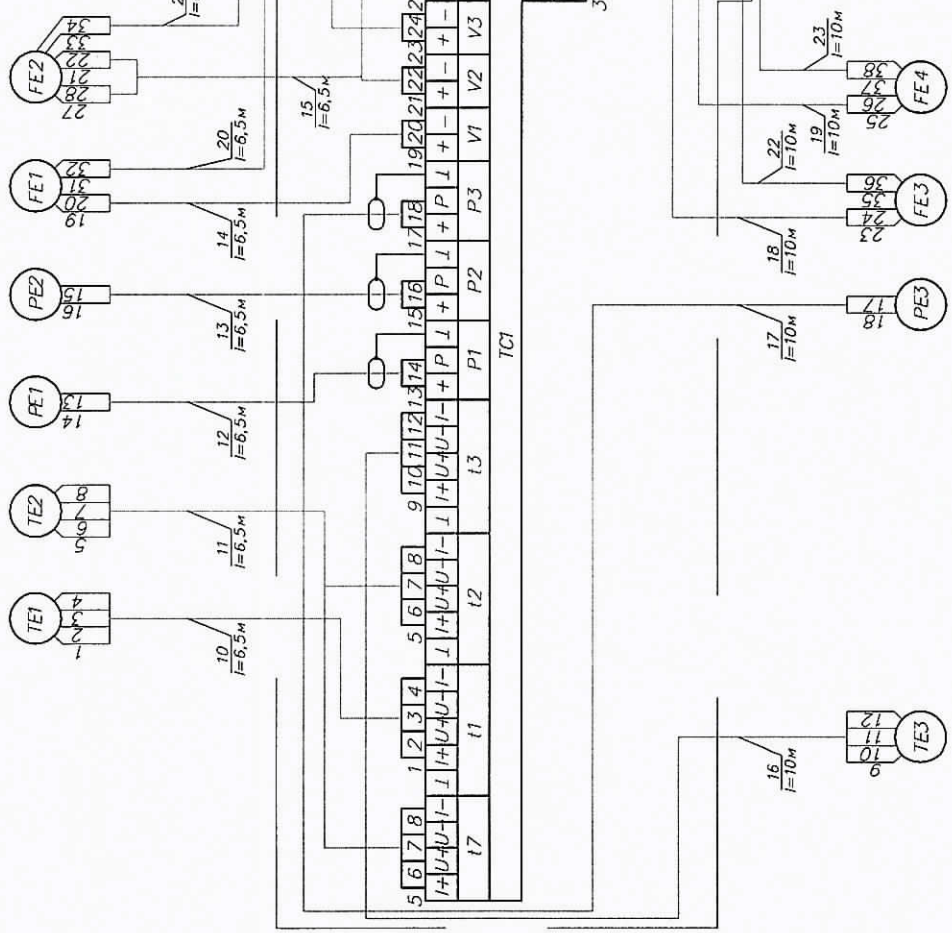 FE2
34
33
22
21
28
27
15
l=6,5м
FE1
32
31
20
19
20
l=6,5м
14
l=6,5м
PE2
15
16
13
l=6,5м
PE1
13
14
12
l=6,5м
TE2
8
7
6
5
11
l=6,5м
TE1
4
3
2
1
10
l=6,5м
24
23
22
21
20
19
18
17
16
15
14
13
12
11
10
9
8
7
6
5
4
3
2
1
8
7
6
5
- + V3
- + V2
- + V1
⊥ P + P3
⊥ P + P2
⊥ P + P1
I- U- U+ I+ ⊥ t3
I- U- U+ I+ ⊥ t2
I- U- U+ I+ ⊥ t1
I- U- U+ I+ t7
TC1
3
23
l=10м
38
37
26
25
FE4
19
l=10м
22
l=10м
36
35
24
23
FE3
18
l=10м
17
18
PE3
17
l=10м
12
11
10
9
TE3
16
l=10м